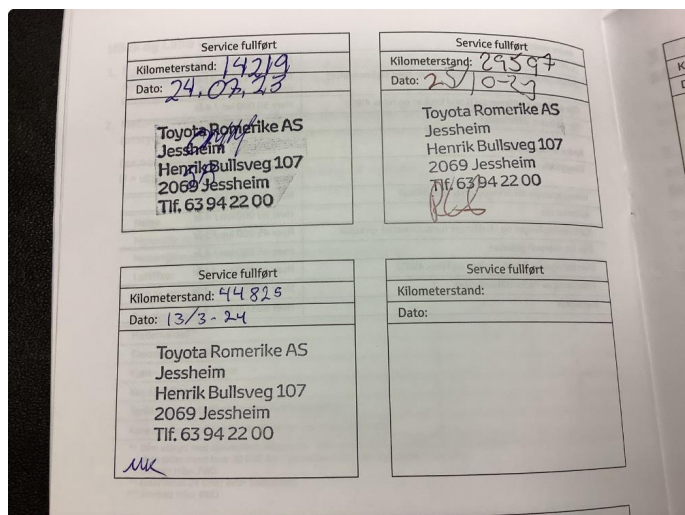 Service fullført
Kilometerstand: 14219
Dato: 24.07.23
Toyota Romerike AS
Jessheim
Henrik Bullsveg 107
2069 Jessheim
Tlf. 63 94 22 00
Service fullført
Kilometerstand: 29597
Dato: 25/10-23
Toyota Romerike AS
Jessheim
Henrik Bullsveg 107
2069 Jessheim
Tlf. 63 94 22 00
Service fullført
Kilometerstand: 44825
Dato: 13/3-24
Toyota Romerike AS
Jessheim
Henrik Bullsveg 107
2069 Jessheim
Tlf. 63 94 22 00
MK
Service fullført
Kilometerstand:
Dato: